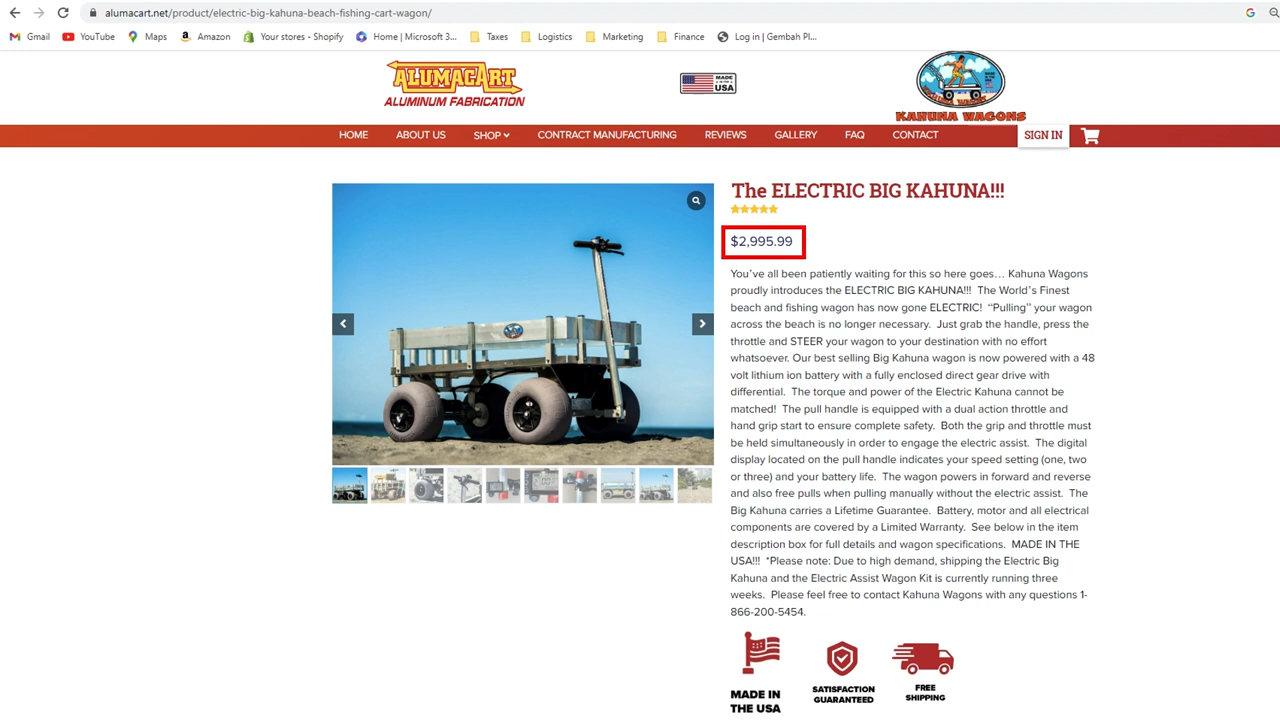 alumacart.net/product/electric-big-kahuna-beach-fishing-cart-wagon/
Gmail YouTube Maps Amazon Your stores - Shopify Home | Microsoft 3... Taxes Logistics Marketing Finance Log in | Gembah Pl...
ALUMACART
ALUMINUM FABRICATION
MADE IN THE USA
KAHUNA WAGONS
HOME ABOUT US SHOP CONTRACT MANUFACTURING REVIEWS GALLERY FAQ CONTACT SIGN IN
The ELECTRIC BIG KAHUNA!!!
$2,995.99
You've all been patiently waiting for this so here goes... Kahuna Wagons
proudly introduces the ELECTRIC BIG KAHUNA!!! The World's Finest
beach and fishing wagon has now gone ELECTRIC! "Pulling" your wagon
across the beach is no longer necessary. Just grab the handle, press the
throttle and STEER your wagon to your destination with no effort
whatsoever. Our best selling Big Kahuna wagon is now powered with a 48
volt lithium ion battery with a fully enclosed direct gear drive with
differential. The torque and power of the Electric Kahuna cannot be
matched! The pull handle is equipped with a dual action throttle and
hand grip start to ensure complete safety. Both the grip and throttle must
be held simultaneously in order to engage the electric assist. The digital
display located on the pull handle indicates your speed setting (one, two
or three) and your battery life. The wagon powers in forward and reverse
and also free pulls when pulling manually without the electric assist. The
Big Kahuna carries a Lifetime Guarantee. Battery, motor and all electrical
components are covered by a Limited Warranty. See below in the item
description box for full details and wagon specifications. MADE IN THE
USA!!! *Please note: Due to high demand, shipping the Electric Big
Kahuna and the Electric Assist Wagon Kit is currently running three
weeks. Please feel free to contact Kahuna Wagons with any questions 1-
866-200-5454.
MADE IN
THE USA
SATISFACTION
GUARANTEED
FREE
SHIPPING